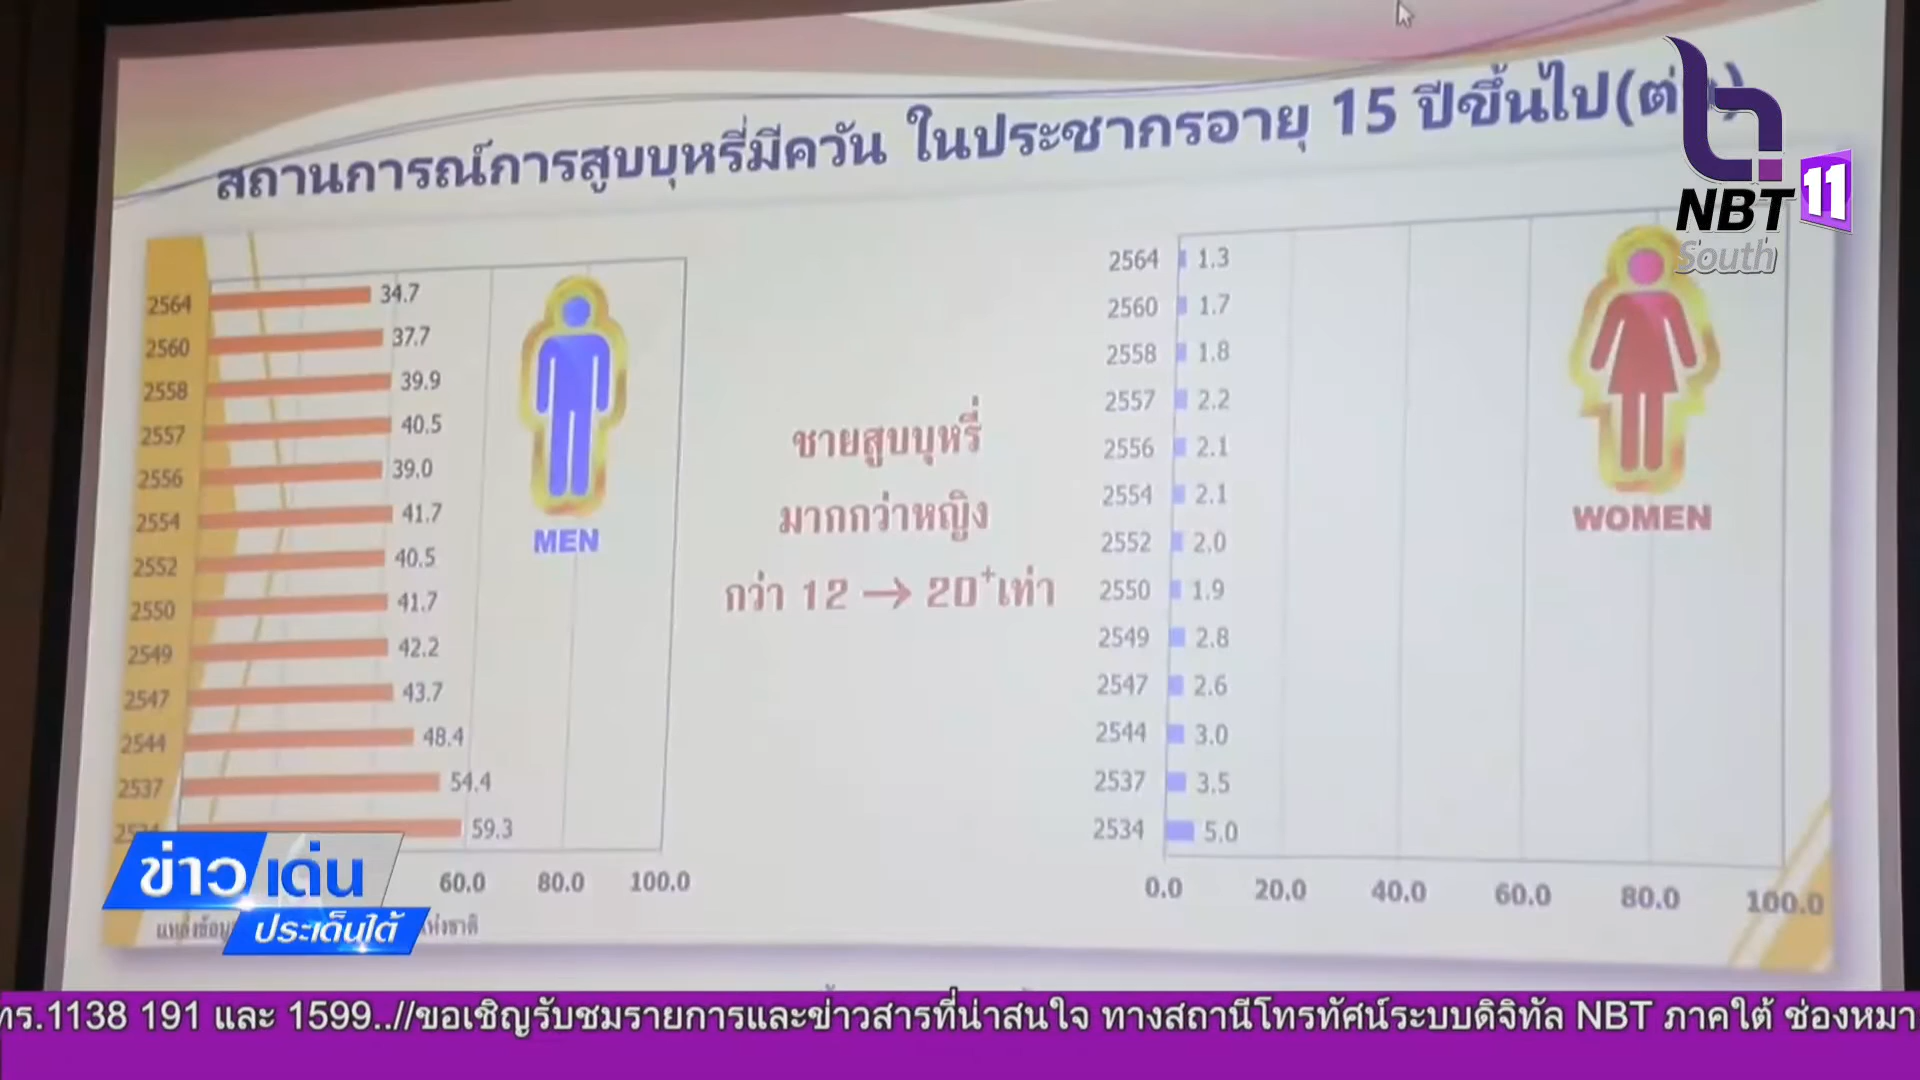 สถานการณ์การสูบบุหรี่มีควัน ในประชากรอายุ 15 ปีขึ้นไป
NBT 11
South
2564 34.7
2560 37.7
2558 39.9
2557 40.5
2556 39.0
2554 41.7
2552 40.5
2550 41.7
2549 42.2
2547 43.7
2544 48.4
2537 54.4
59.3
60.0 80.0 100.0
MEN
ชายสูบบุหรี่
มากกว่าหญิง
กว่า 12 → 20+เท่า
2564 1.3
2560 1.7
2558 1.8
2557 2.2
2556 2.1
2554 2.1
2552 2.0
2550 1.9
2549 2.8
2547 2.6
2544 3.0
2537 3.5
2534 5.0
0.0 20.0 40.0 60.0 80.0 100.0
WOMEN
ข่าวเด่น
ประเด็นใต้
ทร.1138 191 และ 1599..//ขอเชิญรับชมรายการและข่าวสารที่น่าสนใจ ทางสถานีโทรทัศน์ระบบดิจิทัล NBT ภาคใต้ ช่องหมา